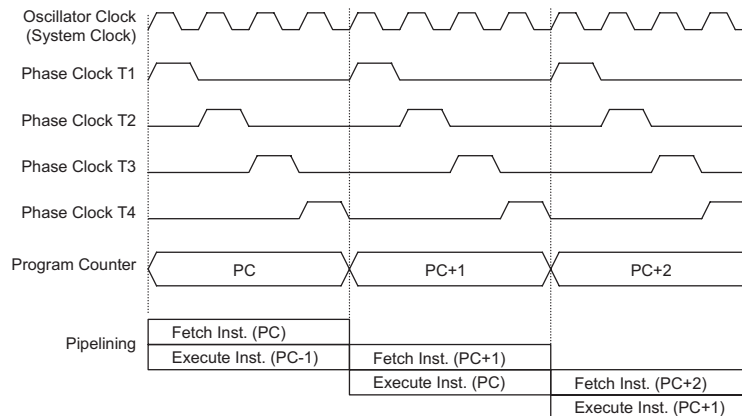 Oscillator Clock
(System Clock)
Phase Clock T1
Phase Clock T2
Phase Clock T3
Phase Clock T4
Program Counter
PC
PC+1
PC+2
Pipelining
Fetch Inst. (PC)
Execute Inst. (PC-1)
Fetch Inst. (PC+1)
Execute Inst. (PC)
Fetch Inst. (PC+2)
Execute Inst. (PC+1)